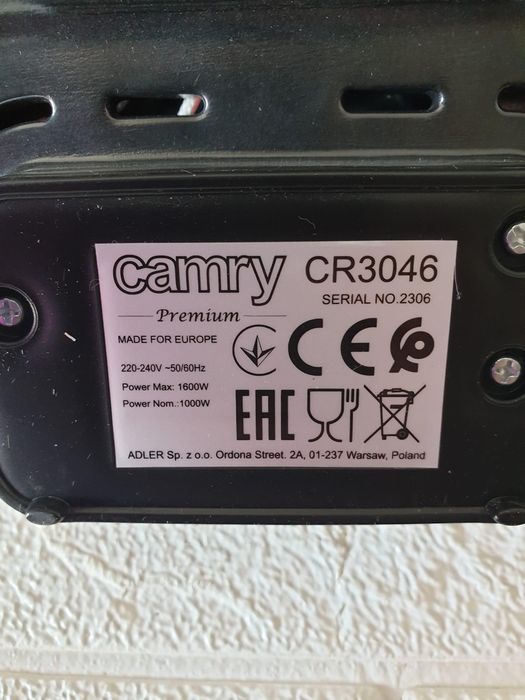 camry CR3046
SERIAL NO.2306
Premium
MADE FOR EUROPE
220-240V ~50/60Hz
Power Max: 1600W
Power Nom.:1000W
CE
EAC
ADLER Sp. z o.o. Ordona Street. 2A, 01-237 Warsaw, Poland